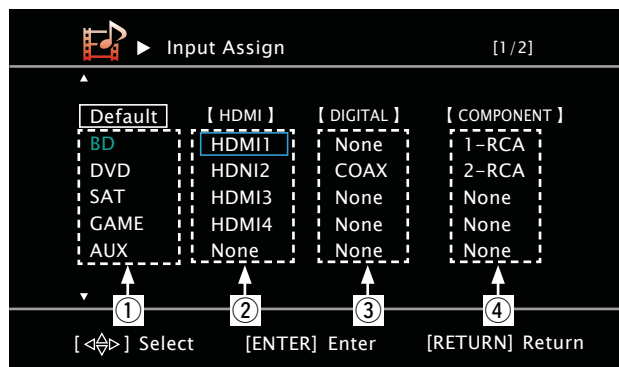 Input Assign [1/2]
Default [ HDMI ] [ DIGITAL ] [ COMPONENT ]
BD HDMI1 None 1-RCA
DVD HDNI2 COAX 2-RCA
SAT HDMI3 None None
GAME HDMI4 None None
AUX None None None
① ② ③ ④
[ ◁△▽▷ ] Select [ENTER] Enter [RETURN] Return